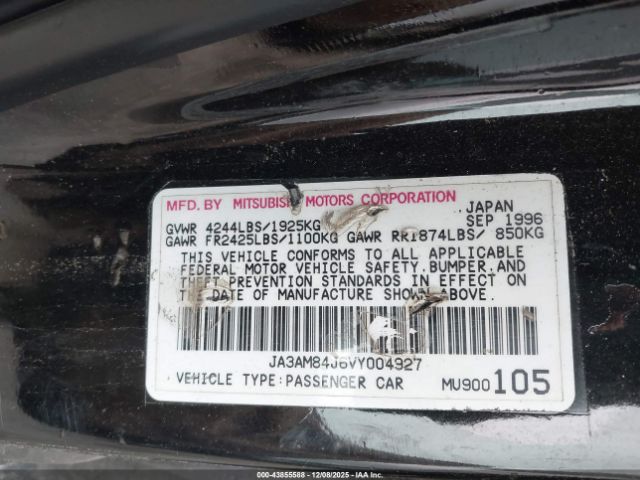 MFD. BY MITSUBISHI MOTORS CORPORATION JAPAN
GVWR 4244LBS/1925KG SEP 1996
GAWR FR2425LBS/1100KG GAWR RR1874LBS/ 850KG
THIS VEHICLE CONFORMS TO ALL APPLICABLE
FEDERAL MOTOR VEHICLE SAFETY.BUMPER.AND
THEFT PREVENTION STANDARDS IN EFFECT ON
THE DATE OF MANUFACTURE SHOWN ABOVE.
JA3AM84J6VY004927
VEHICLE TYPE:PASSENGER CAR MU900105
000-43855588 - 12/08/2025 - IAA Inc.